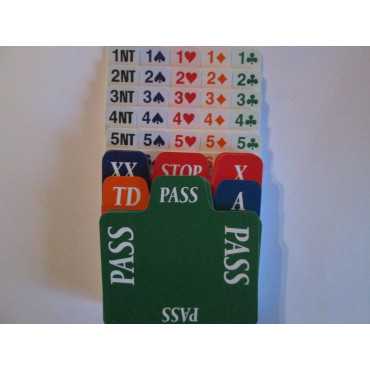 1NT 1♠ 1♥ 1♦ 1♣
2NT 2♠ 2♥ 2♦ 2♣
3NT 3♠ 3♥ 3♦ 3♣
4NT 4♠ 4♥ 4♦ 4♣
5NT 5♠ 5♥ 5♦ 5♣
XX STOP X
TD PASS A
PASS PASS
PASS